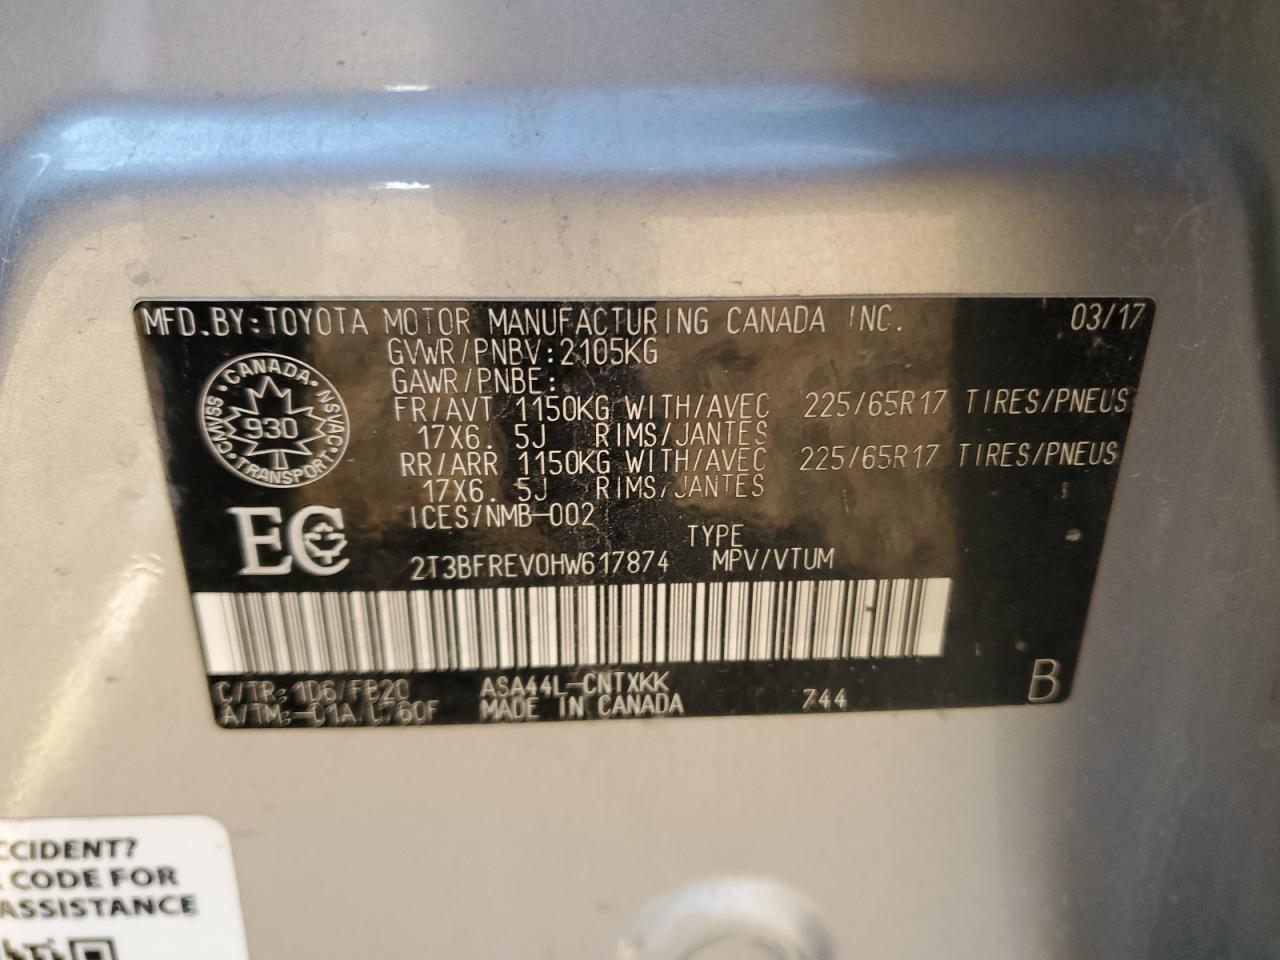 MFD.BY:TOYOTA MOTOR MANUFACTURING CANADA INC. 03/17
GVWR/PNBV:2105KG
GAWR/PNBE:
FR/AVT 1150KG WITH/AVEC 225/65R17 TIRES/PNEUS
17X6.5J RIMS/JANTES
RR/ARR 1150KG WITH/AVEC 225/65R17 TIRES/PNEUS
17X6.5J RIMS/JANTES
ICES/NMB-002
CANADA
CMVSS NSVAC
930
TRANSPORT
EC
TYPE
2T3BFREV0HW617874 MPV/VTUM
C/TR:1D6/FB20 ASA44L-CNTXKK
A/TM:-01A/U760F MADE IN CANADA 744 B
CCIDENT?
CODE FOR
ASSISTANCE